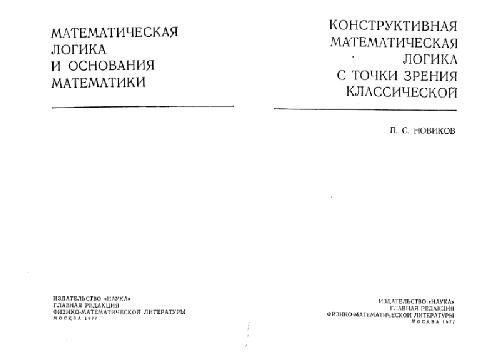 МАТЕМАТИЧЕСКАЯ
ЛОГИКА
И ОСНОВАНИЯ
МАТЕМАТИКИ
ИЗДАТЕЛЬСТВО «НАУКА»
ГЛАВНАЯ РЕДАКЦИЯ
ФИЗИКО-МАТЕМАТИЧЕСКОЙ ЛИТЕРАТУРЫ
МОСКВА 1977
КОНСТРУКТИВНАЯ
МАТЕМАТИЧЕСКАЯ
ЛОГИКА
С ТОЧКИ ЗРЕНИЯ
КЛАССИЧЕСКОЙ
П. С. НОВИКОВ
ИЗДАТЕЛЬСТВО «НАУКА»
ГЛАВНАЯ РЕДАКЦИЯ
ФИЗИКО-МАТЕМАТИЧЕСКОЙ ЛИТЕРАТУРЫ
МОСКВА 1977